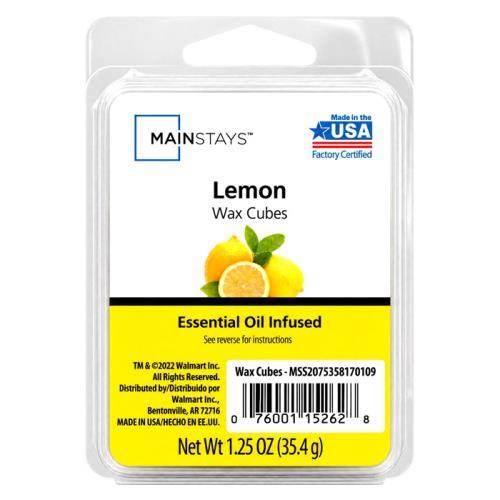 MAINSTAYS™
Made in the
USA
Factory Certified
Lemon
Wax Cubes
Essential Oil Infused
See reverse for instructions
TM & ©2022 Walmart Inc.
All Rights Reserved.
Distributed by/Distribuido por
Walmart Inc.,
Bentonville, AR 72716
MADE IN USA/HECHO EN EE.UU.
Wax Cubes - MSS2075358170109
0 76001 15262 8
Net Wt 1.25 OZ (35.4 g)